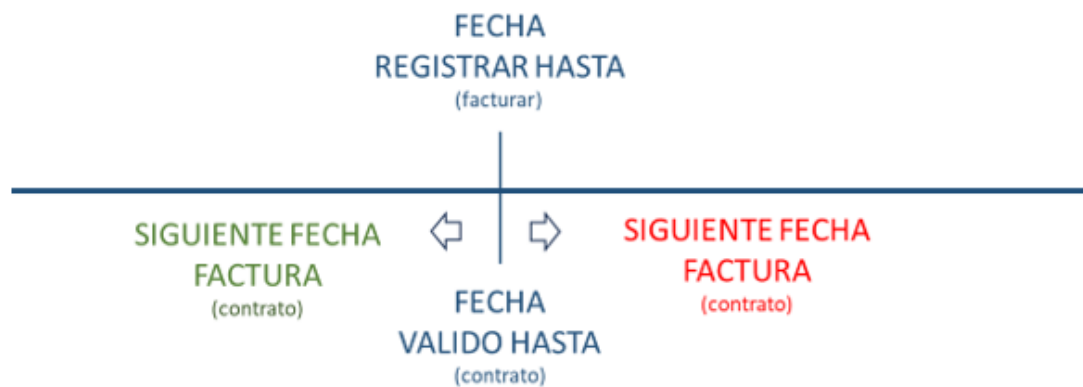 FECHA
REGISTRAR HASTA
(facturar)
SIGUIENTE FECHA
FACTURA
(contrato)
FECHA
VALIDO HASTA
(contrato)
SIGUIENTE FECHA
FACTURA
(contrato)